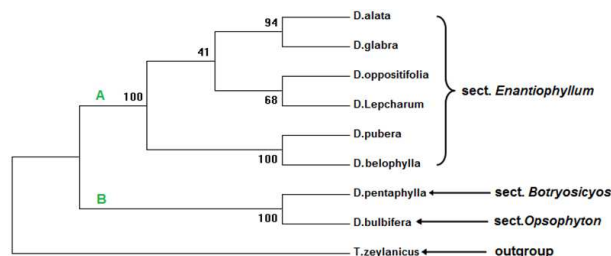 94
D.alata
D.glabra
41
D.oppositifolia
68
D.Lepcharum
A
100
sect. Enantiophyllum
D.pubera
100
D.belophylla
B
D.pentaphylla
sect. Botryosicyos
100
D.bulbifera
sect.Opsophyton
T.zeylanicus
outgroup